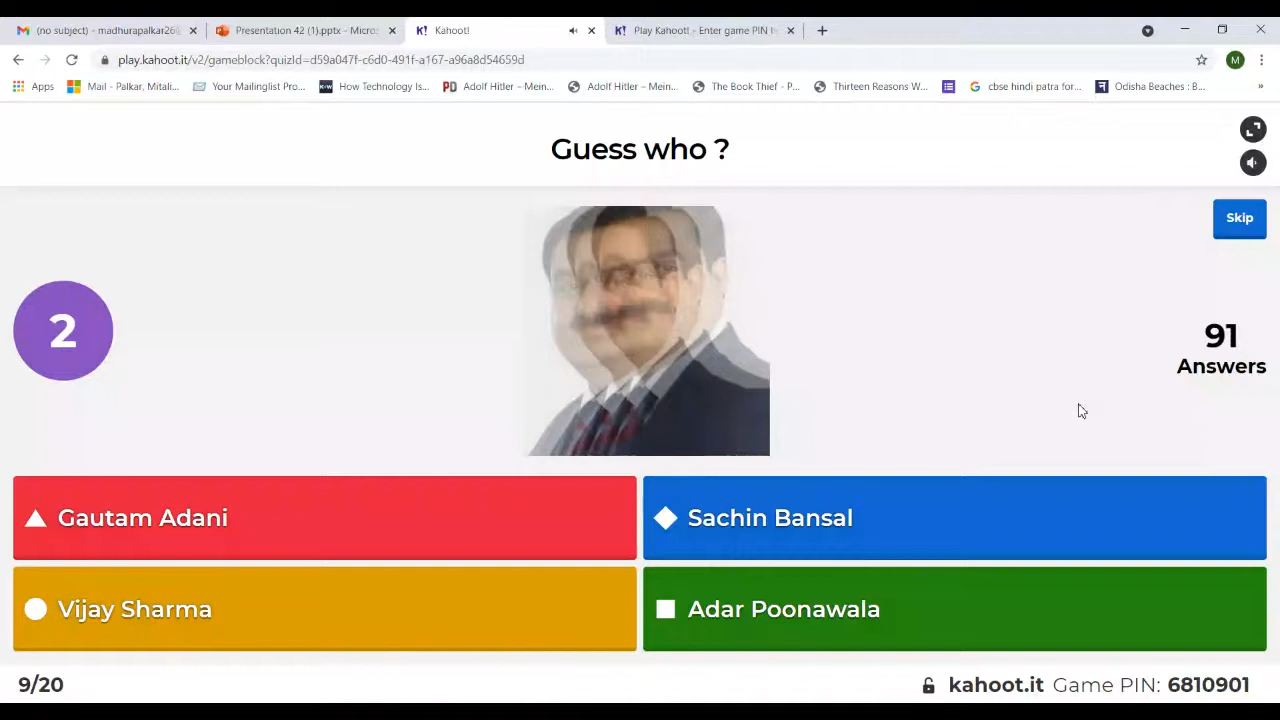 (no subject) - madhurapalkar26@
Presentation 42 (1).pptx - Micros
Kahoot!
Play Kahoot! - Enter game PIN h
play.kahoot.it/v2/gameblock?quizId=d59a047f-c6d0-491f-a167-a96a8d54659d
M
Apps
Mail - Palkar, Mitali...
Your Mailinglist Pro...
How Technology Is...
Adolf Hitler – Mein...
Adolf Hitler – Mein...
The Book Thief - P...
Thirteen Reasons W...
cbse hindi patra for...
Odisha Beaches : B...
Guess who ?
Skip
2
91
Answers
Gautam Adani
Sachin Bansal
Vijay Sharma
Adar Poonawala
9/20
kahoot.it Game PIN: 6810901